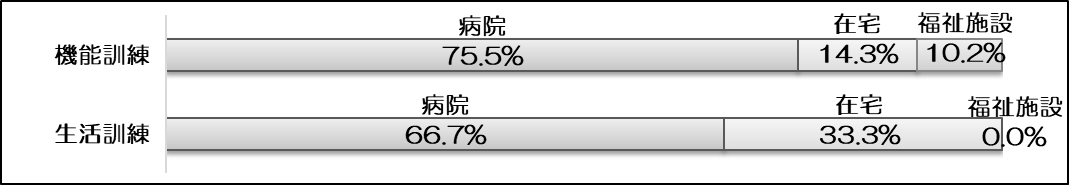 病院 在宅 福祉施設
機能訓練 75.5% 14.3% 10.2%
病院 在宅 福祉施設
生活訓練 66.7% 33.3% 0.0%